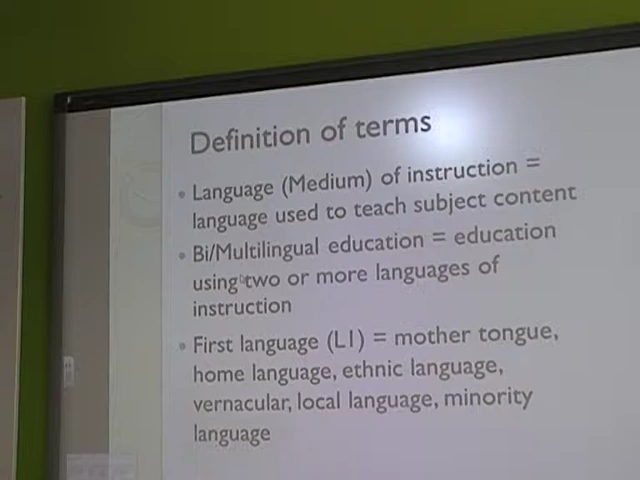 Definition of terms
• Language (Medium) of instruction =
language used to teach subject content
• Bi/Multilingual education = education
using two or more languages of
instruction
• First language (L1) = mother tongue,
home language, ethnic language,
vernacular, local language, minority
language